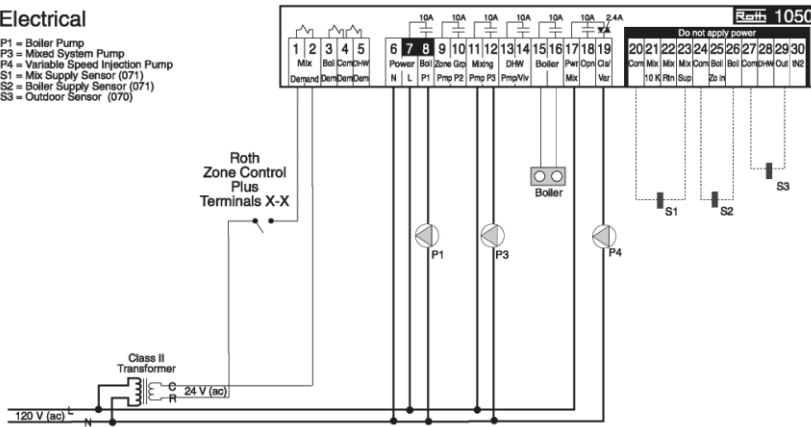 Electrical
P1 = Boiler Pump
P3 = Mixed System Pump
P4 = Variable Speed Injection Pump
S1 = Mix Supply Sensor (071)
S2 = Boiler Supply Sensor (071)
S3 = Outdoor Sensor (070)
10A 10A 10A 10A 10A 2.4A
Roth 1050
Do not apply power
1 2 3 4 5 6 7 8 9 10 11 12 13 14 15 16 17 18 19 20 21 22 23 24 25 26 27 28 29 30
Mix Boil Com DHW Power Boil Zone Grp Mixng DHW Boiler Pwr Opn Cls/ Com Mix Mix Mix Com Boil Boil Com DHW Out tN2
Demand Dem Dem Dem N L P1 Pmp P2 Pmp P3 Pmp/Vlv Mix Var 10 K Rtn Sup Zo In
Roth
Zone Control
Plus
Terminals X-X
Boiler
S1
S2
S3
P1
P3
P4
Class II
Transformer
C
24 V (ac)
R
L
120 V (ac)
N